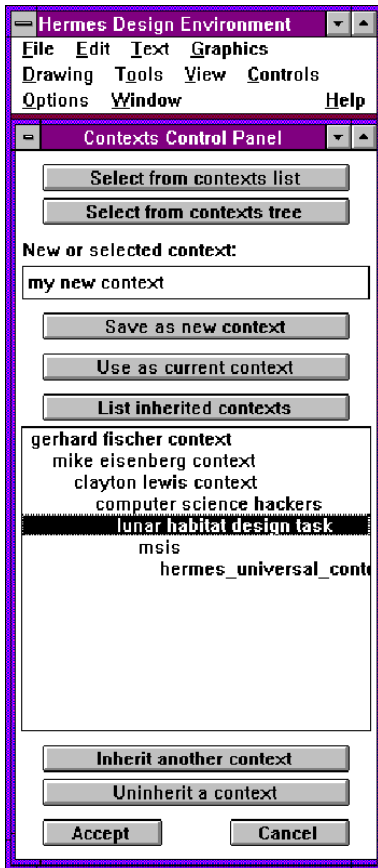 Hermes Design Environment
File Edit Text Graphics
Drawing Tools View Controls
Options Window Help
Contexts Control Panel
Select from contexts list
Select from contexts tree
New or selected context:
my new context
Save as new context
Use as current context
List inherited contexts
gerhard fischer context
mike eisenberg context
clayton lewis context
computer science hackers
lunar habitat design task
msis
hermes_universal_conte
Inherit another context
Uninherit a context
Accept Cancel